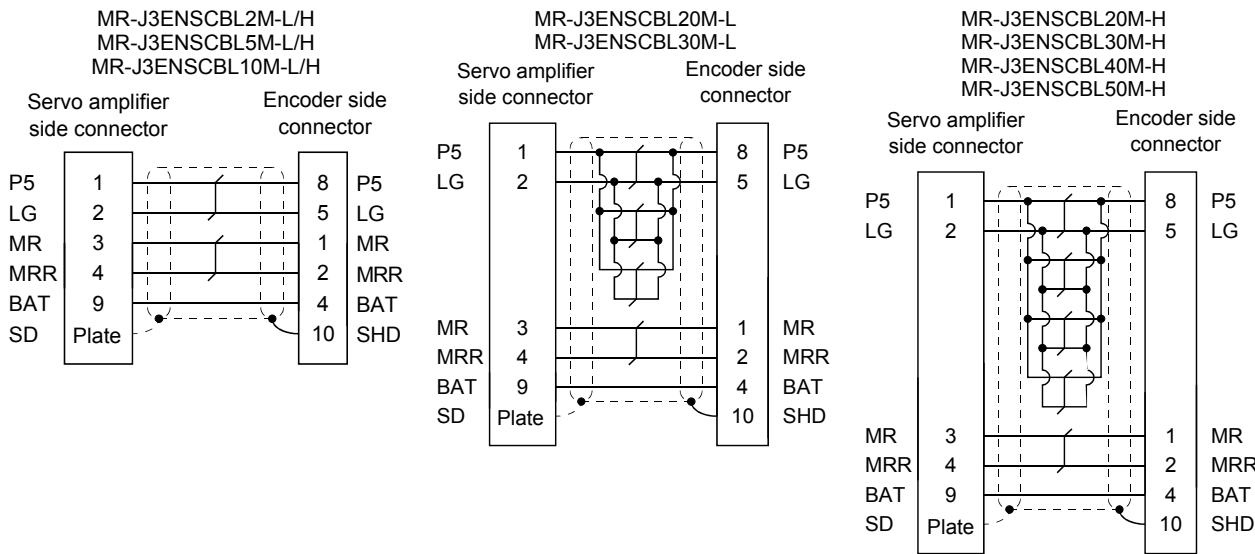 MR-J3ENSCBL2M-L/H
MR-J3ENSCBL5M-L/H
MR-J3ENSCBL10M-L/H
Servo amplifier
side connector
Encoder side
connector
P5 1 8 P5
LG 2 5 LG
MR 3 1 MR
MRR 4 2 MRR
BAT 9 4 BAT
SD Plate 10 SHD
MR-J3ENSCBL20M-L
MR-J3ENSCBL30M-L
Servo amplifier
side connector
Encoder side
connector
P5 1 8 P5
LG 2 5 LG
MR 3 1 MR
MRR 4 2 MRR
BAT 9 4 BAT
SD Plate 10 SHD
MR-J3ENSCBL20M-H
MR-J3ENSCBL30M-H
MR-J3ENSCBL40M-H
MR-J3ENSCBL50M-H
Servo amplifier
side connector
Encoder side
connector
P5 1 8 P5
LG 2 5 LG
MR 3 1 MR
MRR 4 2 MRR
BAT 9 4 BAT
SD Plate 10 SHD